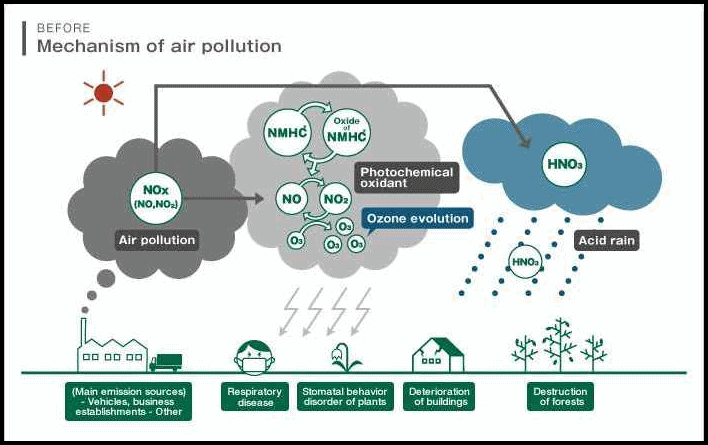 BEFORE
Mechanism of air pollution
NMHC
Oxide
of
NMHC
Photochemical
oxidant
HNO₃
NOx
(NO,NO₂)
NO
NO₂
Ozone evolution
Air pollution
O₃
O₃
O₃
O₃
Acid rain
HNO₃
(Main emission sources)
- Vehicles, business
establishments - Other
Respiratory
disease
Stomatal behavior
disorder of plants
Deterioration
of buildings
Destruction
of forests